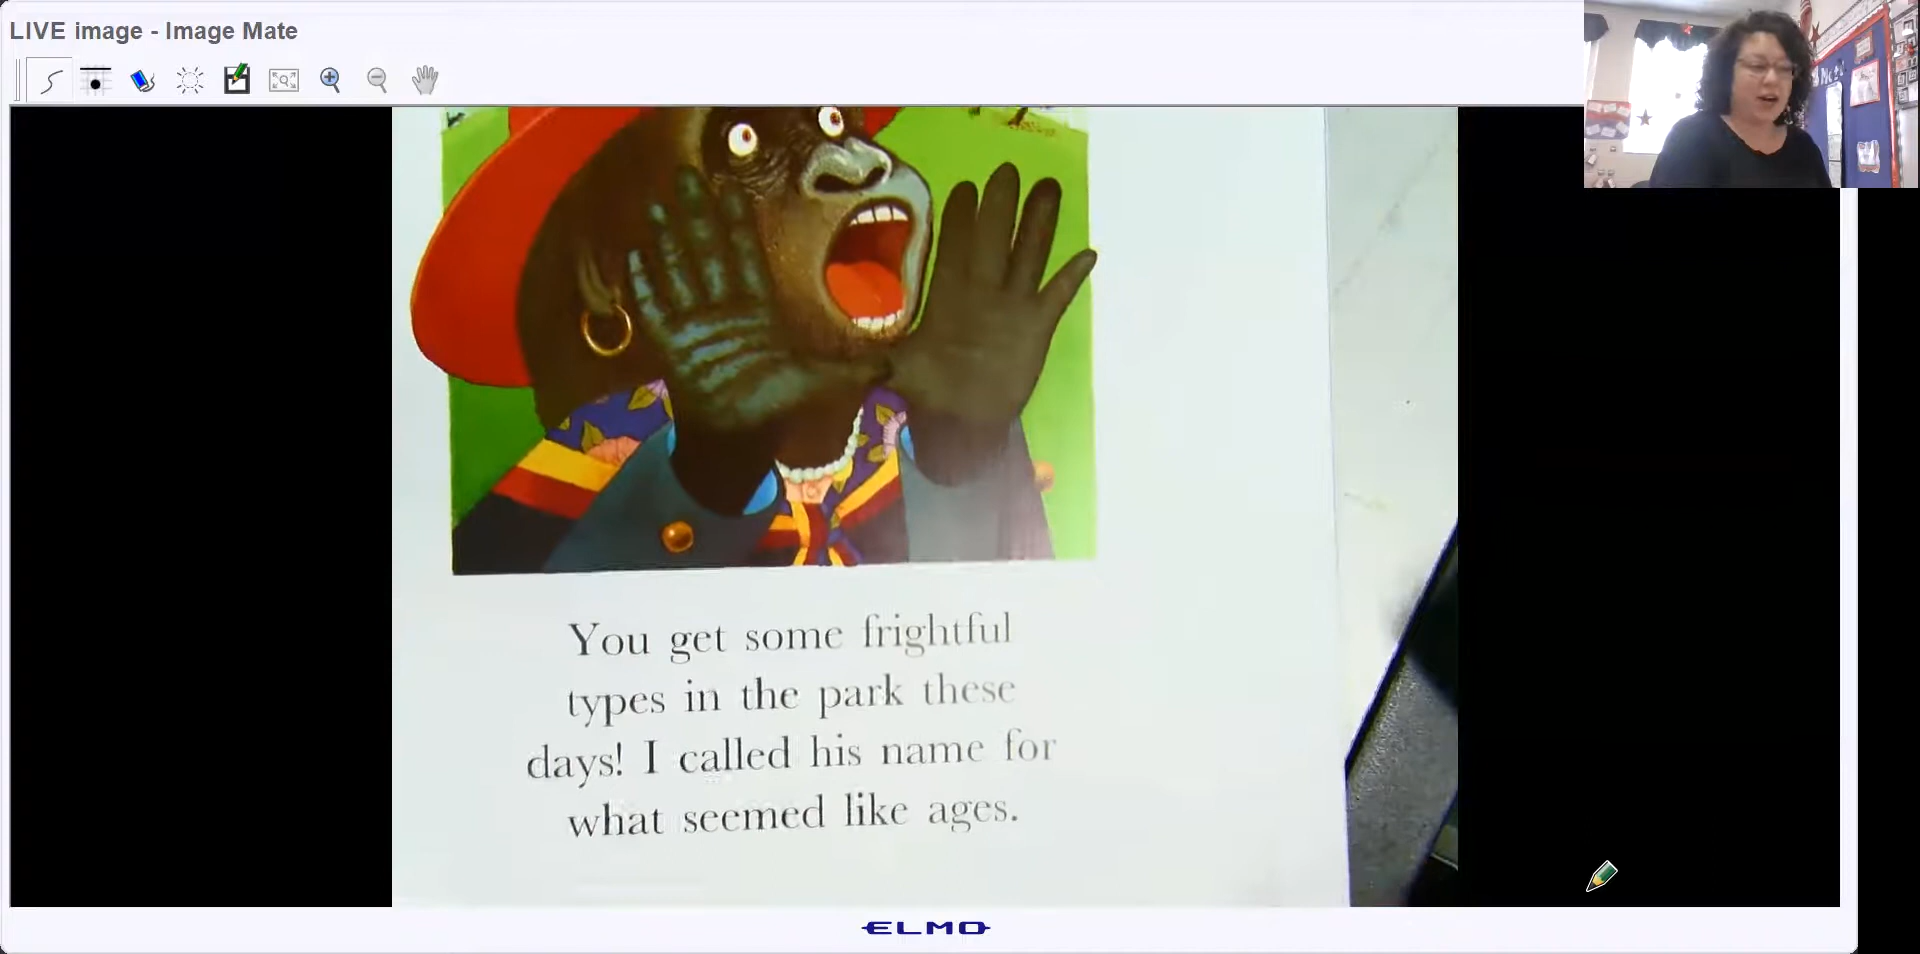 LIVE image - Image Mate
You get some frightful
types in the park these
days! I called his name for
what seemed like ages.
ELMO